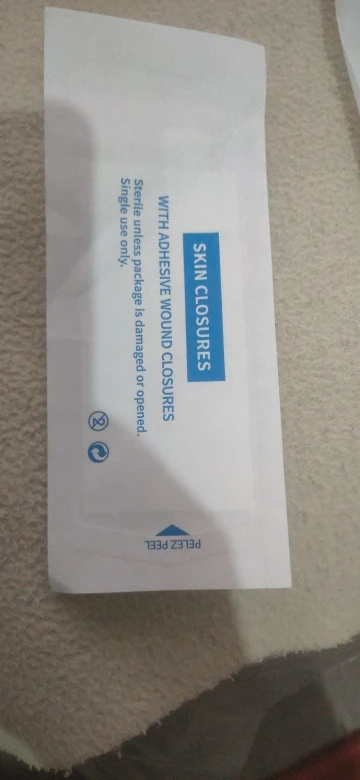 SKIN CLOSURES
WITH ADHESIVE WOUND CLOSURES
Sterile unless package is damaged or opened.
Single use only.
PELEZ PEEL